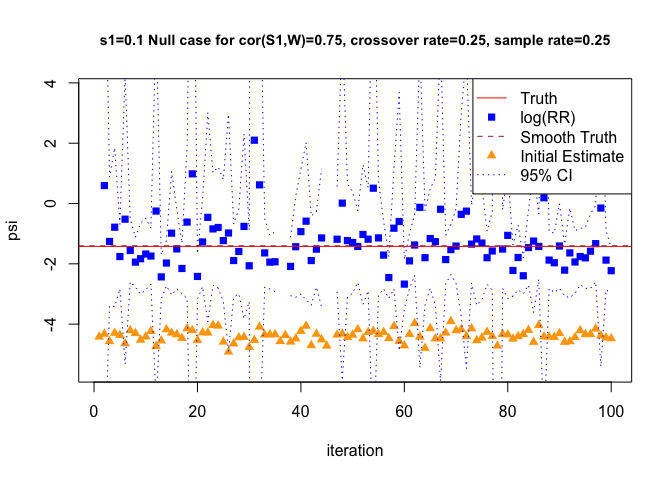 s1=0.1 Null case for cor(S1,W)=0.75, crossover rate=0.25, sample rate=0.25
psi
4
2
0
-2
-4
Truth
log(RR)
Smooth Truth
Initial Estimate
95% CI
0
20
40
60
80
100
iteration